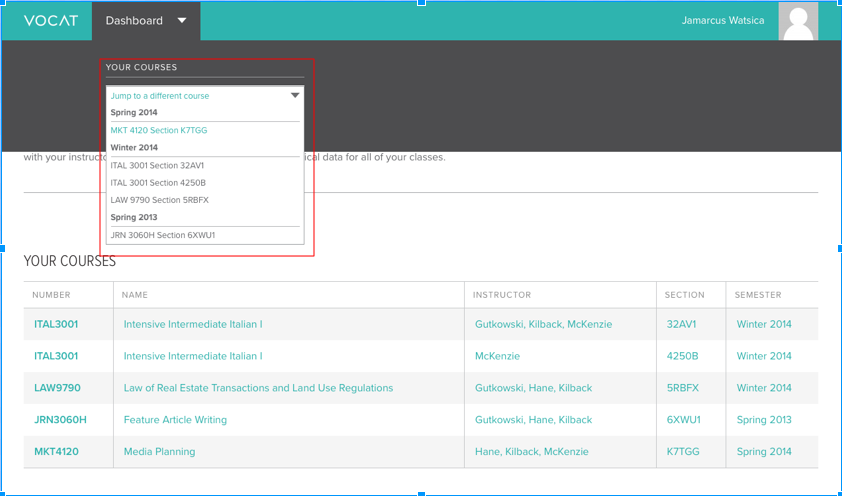 VOCAT Dashboard Jamarcus Watsica
YOUR COURSES
Jump to a different course
Spring 2014
MKT 4120 Section K7TGG
Winter 2014
ITAL 3001 Section 32AV1
ITAL 3001 Section 4250B
LAW 9790 Section 5RBFX
Spring 2013
JRN 3060H Section 6XWU1
with your data for all of your classes.
YOUR COURSES
NUMBER NAME INSTRUCTOR SECTION SEMESTER
ITAL3001 Intensive Intermediate Italian I Gutkowski, Kilback, McKenzie 32AV1 Winter 2014
ITAL3001 Intensive Intermediate Italian I McKenzie 4250B Winter 2014
LAW9790 Law of Real Estate Transactions and Land Use Regulations Gutkowski, Hane, Kilback 5RBFX Winter 2014
JRN3060H Feature Article Writing Gutkowski, Hane, Kilback 6XWU1 Spring 2013
MKT4120 Media Planning Hane, Kilback, McKenzie K7TGG Spring 2014